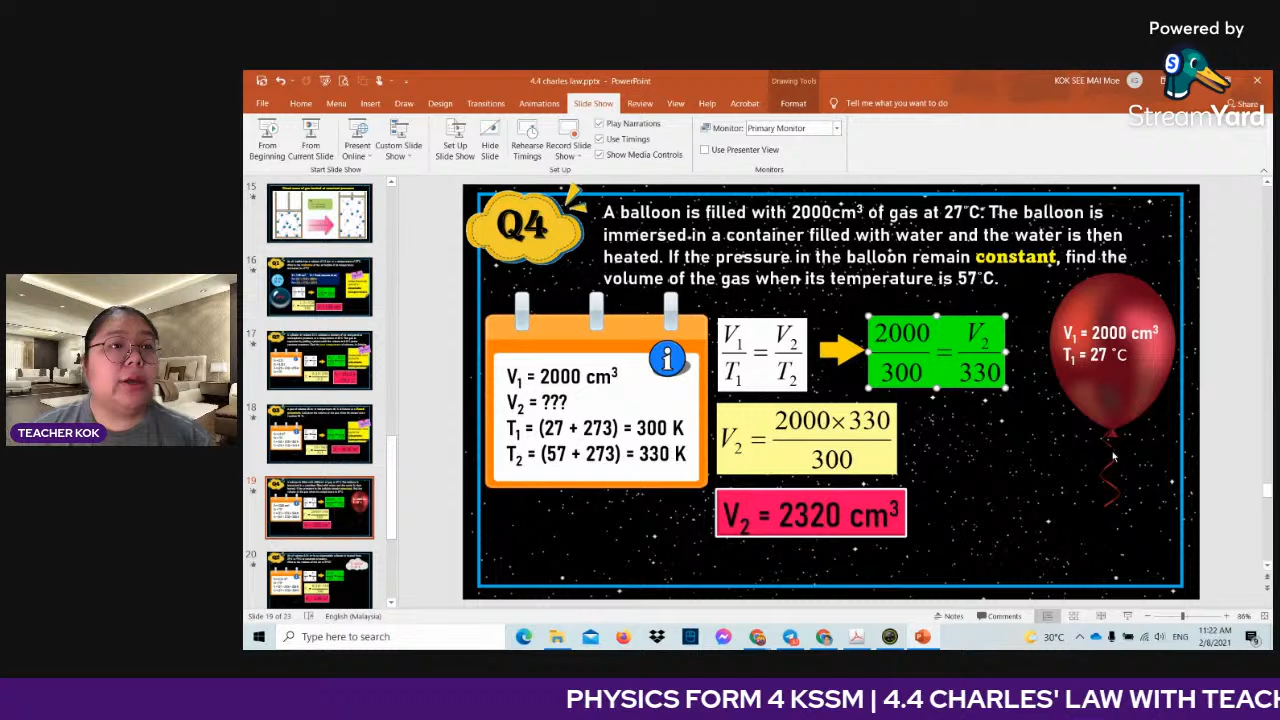 Powered by
StreamYard
4.4 charles law.pptx - PowerPoint
Drawing Tools
KOK SEE MAI Moe
File Home Menu Insert Draw Design Transitions Animations Slide Show Review View Help Acrobat Format Tell me what you want to do
Share
From Beginning
From Current Slide
Present Online
Custom Slide Show
Set Up Slide Show
Hide Slide
Rehearse Timings
Record Slide Show
Play Narrations
Use Timings
Show Media Controls
Monitor: Primary Monitor
Use Presenter View
Start Slide Show
Set Up
Monitors
15
16
17
18
19
20
Q4
A balloon is filled with 2000cm³ of gas at 27°C. The balloon is
immersed in a container filled with water and the water is then
heated. If the pressure in the balloon remain constant, find the
volume of the gas when its temperature is 57°C.
V₁ = 2000 cm³
V₂ = ???
T₁ = (27 + 273) = 300 K
T₂ = (57 + 273) = 330 K
V₁/T₁ = V₂/T₂
2000/300 = V₂/330
V₂ = 2000×330/300
V₂ = 2320 cm³
V₁ = 2000 cm³
T₁ = 27 °C
TEACHER KOK
Slide 19 of 23
English (Malaysia)
Notes
Comments
86%
Type here to search
30°C
ENG
11:22 AM
2/8/2021
PHYSICS FORM 4 KSSM | 4.4 CHARLES' LAW WITH TEAC